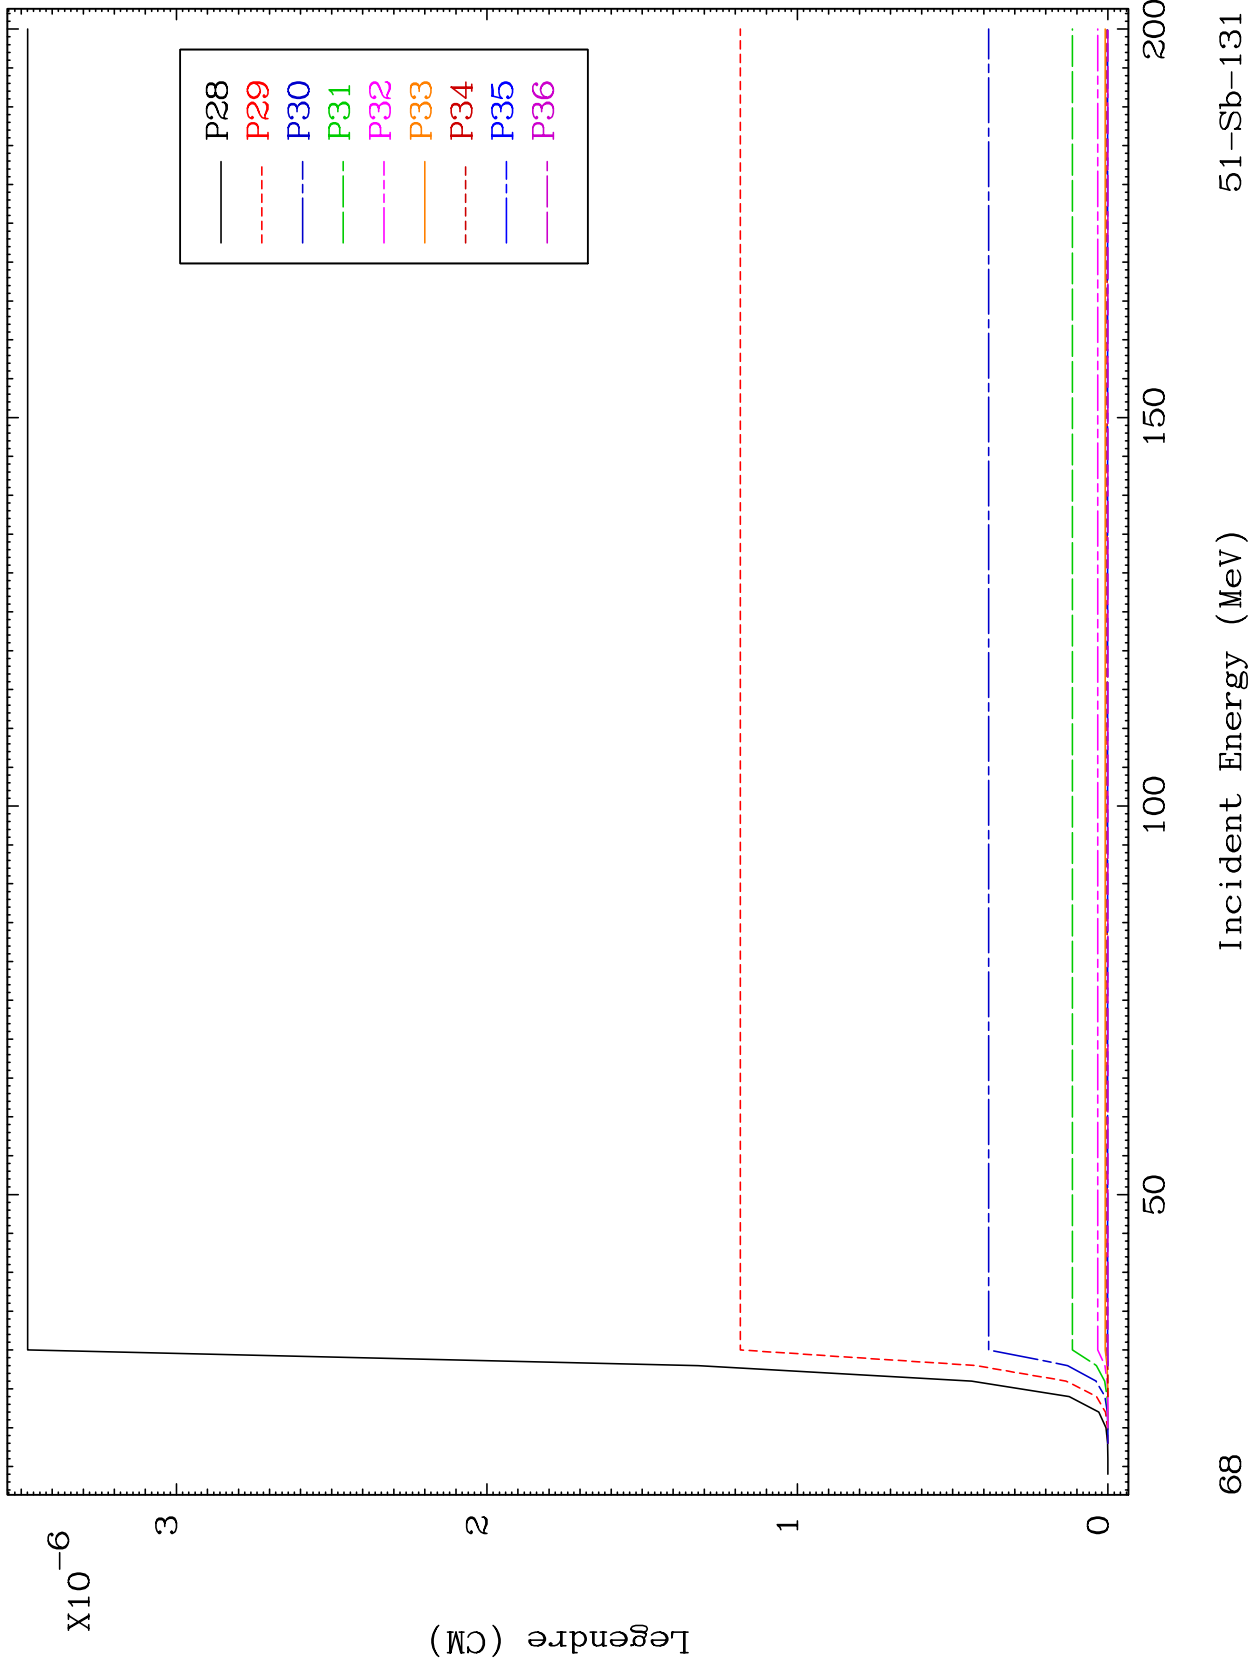 X10-6
Legendre (CM)
3
2
1
0
P28
P29
P30
P31
P32
P33
P34
P35
P36
50
100
150
200
Incident Energy (MeV)
68
51-Sb-131